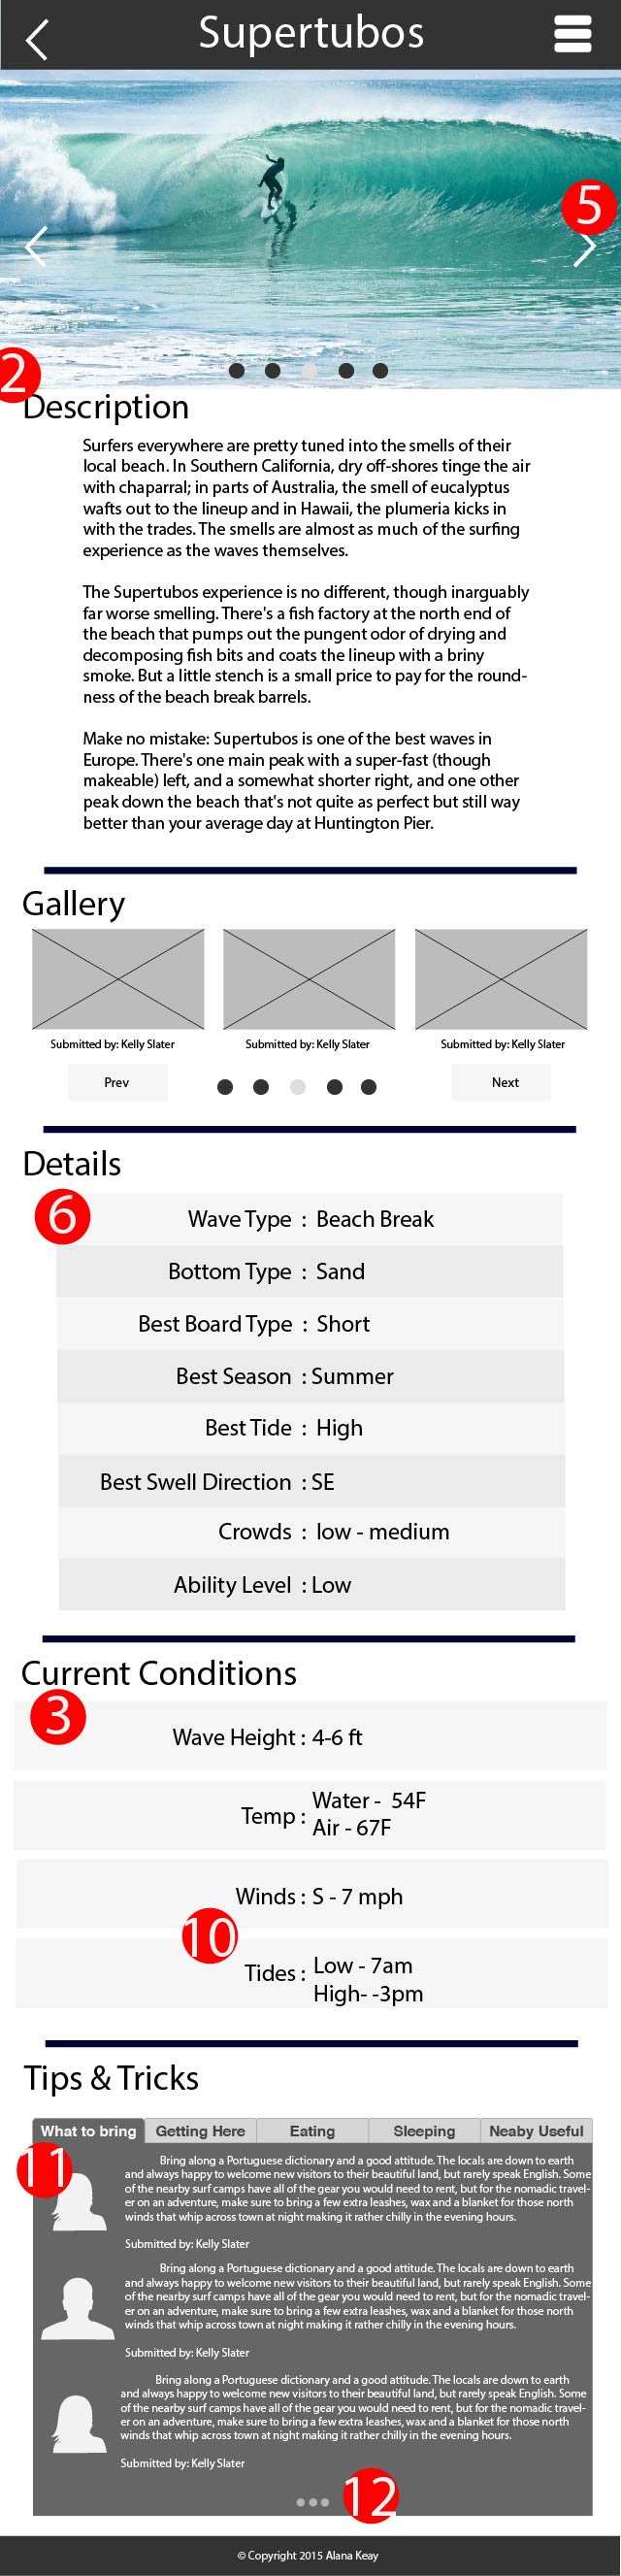 Supertubos
5
2
Description
Surfers everywhere are pretty tuned into the smells of their
local beach. In Southern California, dry off-shores tinge the air
with chaparral; in parts of Australia, the smell of eucalyptus
wafts out to the lineup and in Hawaii, the plumeria kicks in
with the trades. The smells are almost as much of the surfing
experience as the waves themselves.
The Supertubos experience is no different, though inarguably
far worse smelling. There's a fish factory at the north end of
the beach that pumps out the pungent odor of drying and
decomposing fish bits and coats the lineup with a briny
smoke. But a little stench is a small price to pay for the round-
ness of the beach break barrels.
Make no mistake: Supertubos is one of the best waves in
Europe. There's one main peak with a super-fast (though
makeable) left, and a somewhat shorter right, and one other
peak down the beach that's not quite as perfect but still way
better than your average day at Huntington Pier.
Gallery
Submitted by: Kelly Slater Submitted by: Kelly Slater Submitted by: Kelly Slater
Prev Next
Details
6
Wave Type : Beach Break
Bottom Type : Sand
Best Board Type : Short
Best Season : Summer
Best Tide : High
Best Swell Direction : SE
Crowds : low - medium
Ability Level : Low
Current Conditions
3
Wave Height : 4-6 ft
Temp : Water - 54F
Air - 67F
Winds : S - 7 mph
10
Tides : Low - 7am
High- -3pm
Tips & Tricks
What to bring Getting Here Eating Sleeping Neaby Useful
11
Bring along a Portuguese dictionary and a good attitude. The locals are down to earth
and always happy to welcome new visitors to their beautiful land, but rarely speak English. Some
of the nearby surf camps have all of the gear you would need to rent, but for the nomadic travel-
er on an adventure, make sure to bring a few extra leashes, wax and a blanket for those north
winds that whip across town at night making it rather chilly in the evening hours.
Submitted by: Kelly Slater
Bring along a Portuguese dictionary and a good attitude. The locals are down to earth
and always happy to welcome new visitors to their beautiful land, but rarely speak English. Some
of the nearby surf camps have all of the gear you would need to rent, but for the nomadic travel-
er on an adventure, make sure to bring a few extra leashes, wax and a blanket for those north
winds that whip across town at night making it rather chilly in the evening hours.
Submitted by: Kelly Slater
Bring along a Portuguese dictionary and a good attitude. The locals are down to earth
and always happy to welcome new visitors to their beautiful land, but rarely speak English. Some
of the nearby surf camps have all of the gear you would need to rent, but for the nomadic travel-
er on an adventure, make sure to bring a few extra leashes, wax and a blanket for those north
winds that whip across town at night making it rather chilly in the evening hours.
Submitted by: Kelly Slater
12
© Copyright 2015 Alana Keay